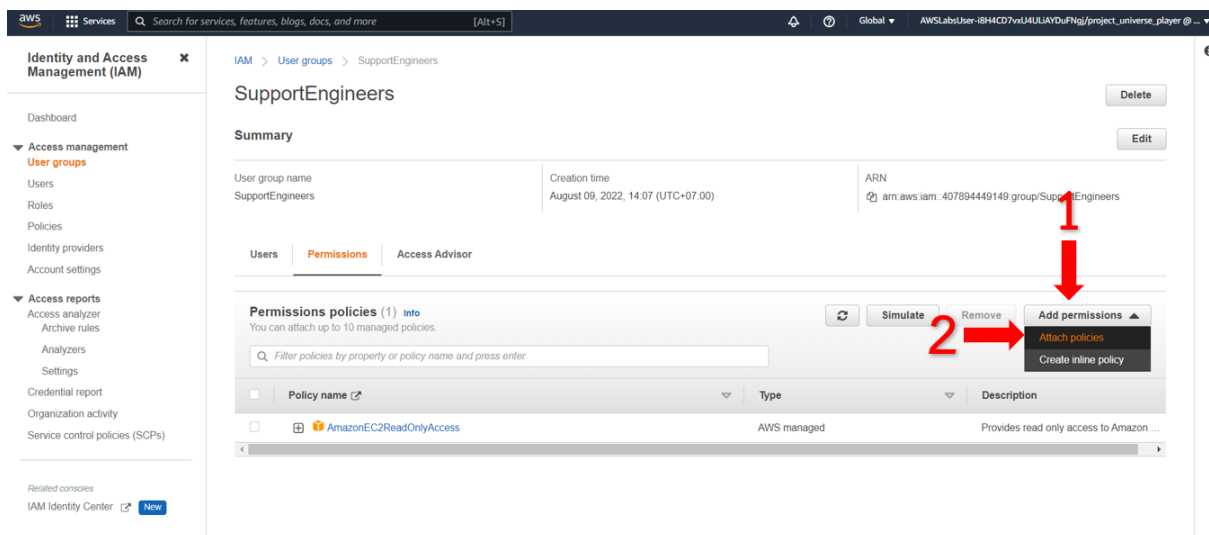 aws
Services
Search for services, features, blogs, docs, and more [Alt+S]
Global
AWSLabsUser-i8H4CD7vxU4ULiAYDuFNgj/project_universe_player @ ...
Identity and Access
Management (IAM)
Dashboard
Access management
User groups
Users
Roles
Policies
Identity providers
Account settings
Access reports
Access analyzer
Archive rules
Analyzers
Settings
Credential report
Organization activity
Service control policies (SCPs)
Related consoles
IAM Identity Center New
IAM > User groups > SupportEngineers
SupportEngineers
Delete
Summary
Edit
User group name
SupportEngineers
Creation time
August 09, 2022, 14:07 (UTC+07:00)
ARN
arn:aws:iam::407894449149:group/SupportEngineers
1
Users Permissions Access Advisor
Permissions policies (1) Info
You can attach up to 10 managed policies.
Simulate
Remove
Add permissions
2
Attach policies
Create inline policy
Filter policies by property or policy name and press enter
Policy name Type Description
AmazonEC2ReadOnlyAccess AWS managed Provides read only access to Amazon ...